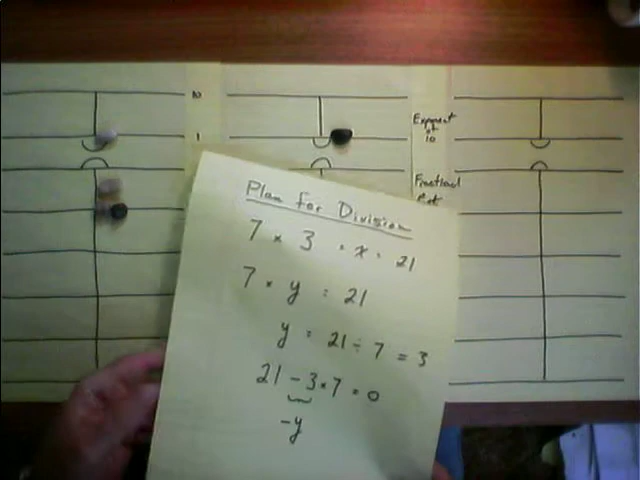 10
1
Exponent
of
10
Fractional
Plan For Division
7 × 3 = x = 21
7 × y = 21
y = 21 ÷ 7 = 3
21 - 3 × 7 = 0
-y